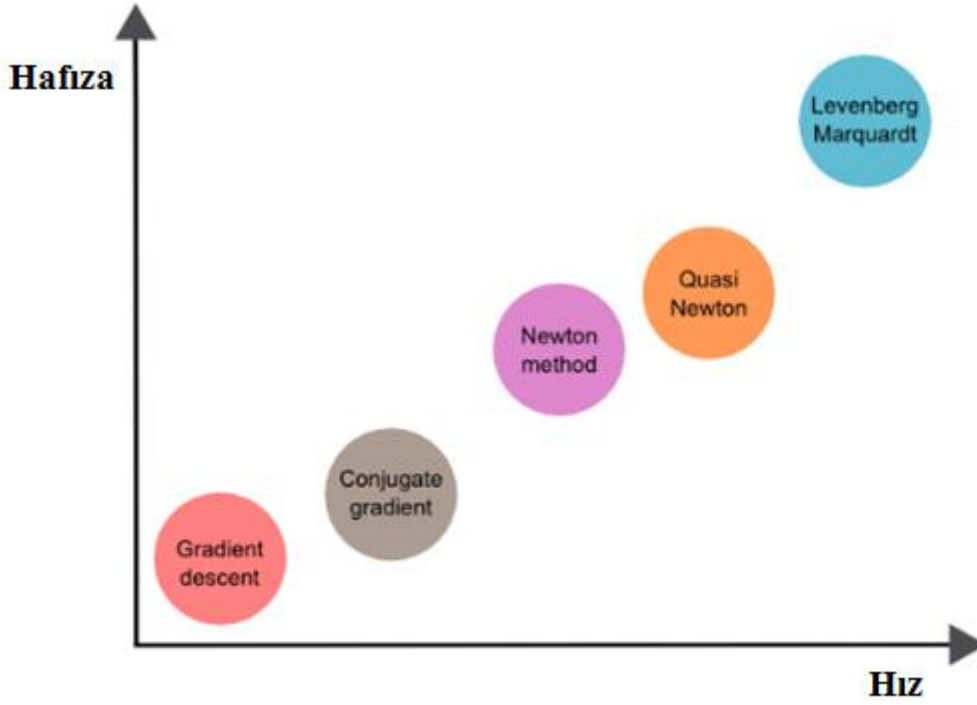 Hafıza
Levenberg
Marquardt
Quasi
Newton
Newton
method
Conjugate
gradient
Gradient
descent
Hız